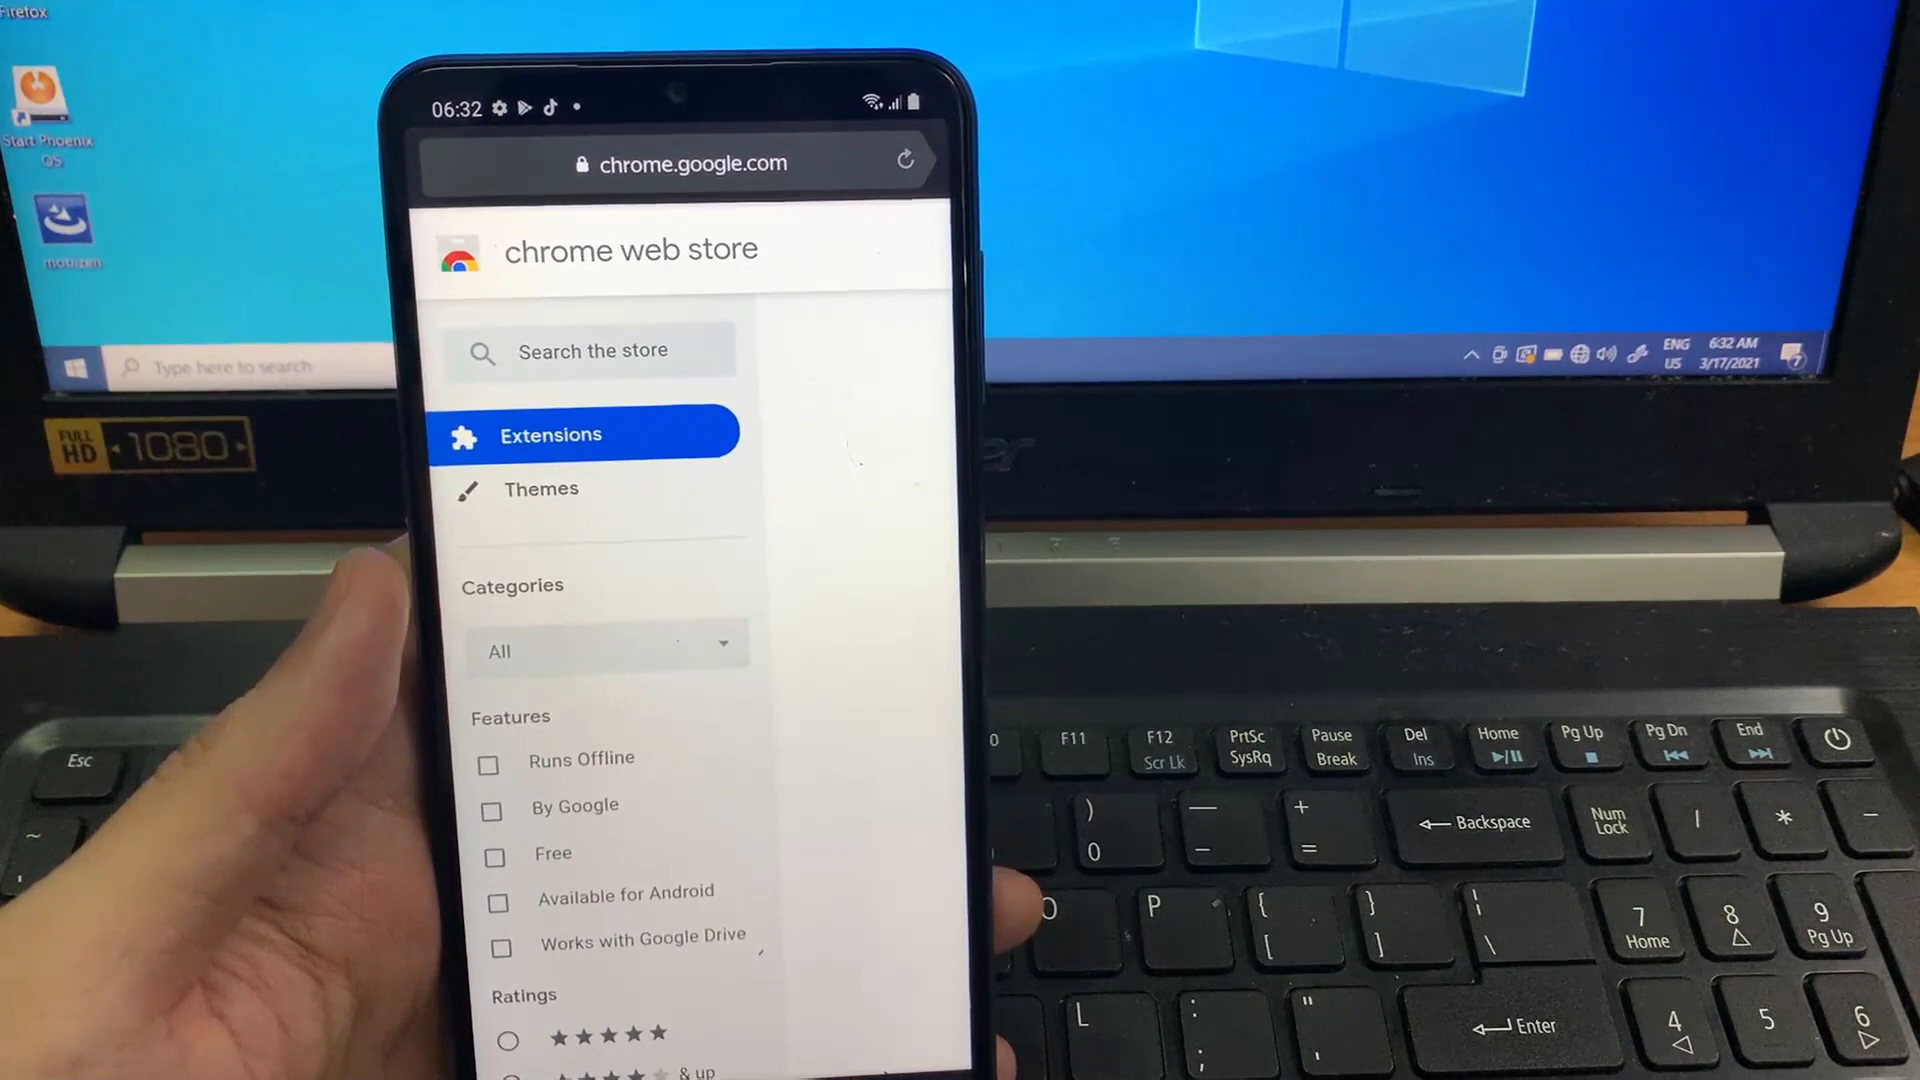 Firefox
Start Phoenix
OS
mobizen
Type here to search
ENG
US
6:32 AM
3/17/2021
7
FULL
HD
1080
06:32
chrome.google.com
chrome web store
Search the store
Extensions
Themes
Categories
All
Features
Runs Offline
By Google
Free
Available for Android
Works with Google Drive
Ratings
& up
Esc
~
0
F11
F12
Scr Lk
PrtSc
SysRq
Pause
Break
Del
Ins
Home
Pg Up
Pg Dn
End
)
0
—
–
+
=
Backspace
Num
Lock
/
*
–
O
P
{
[
}
]
¦
\
7
Home
8
9
Pg Up
L
:
;
"
'
Enter
4
5
6